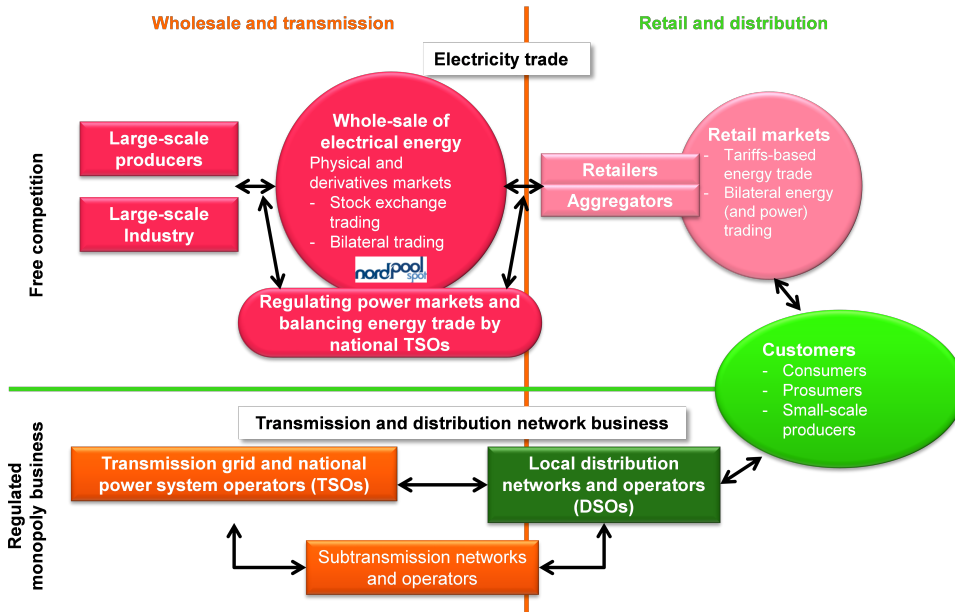 Wholesale and transmission
Retail and distribution
Electricity trade
Free competition
Large-scale
producers
Large-scale
Industry
Whole-sale of
electrical energy
Physical and
derivatives markets
- Stock exchange
trading
- Bilateral trading
nordpool
spot
Regulating power markets and
balancing energy trade by
national TSOs
Retailers
Aggregators
Retail markets
- Tariffs-based
energy trade
- Bilateral energy
(and power)
trading
Customers
- Consumers
- Prosumers
- Small-scale
producers
Regulated
monopoly business
Transmission and distribution network business
Transmission grid and national
power system operators (TSOs)
Local distribution
networks and operators
(DSOs)
Subtransmission networks
and operators